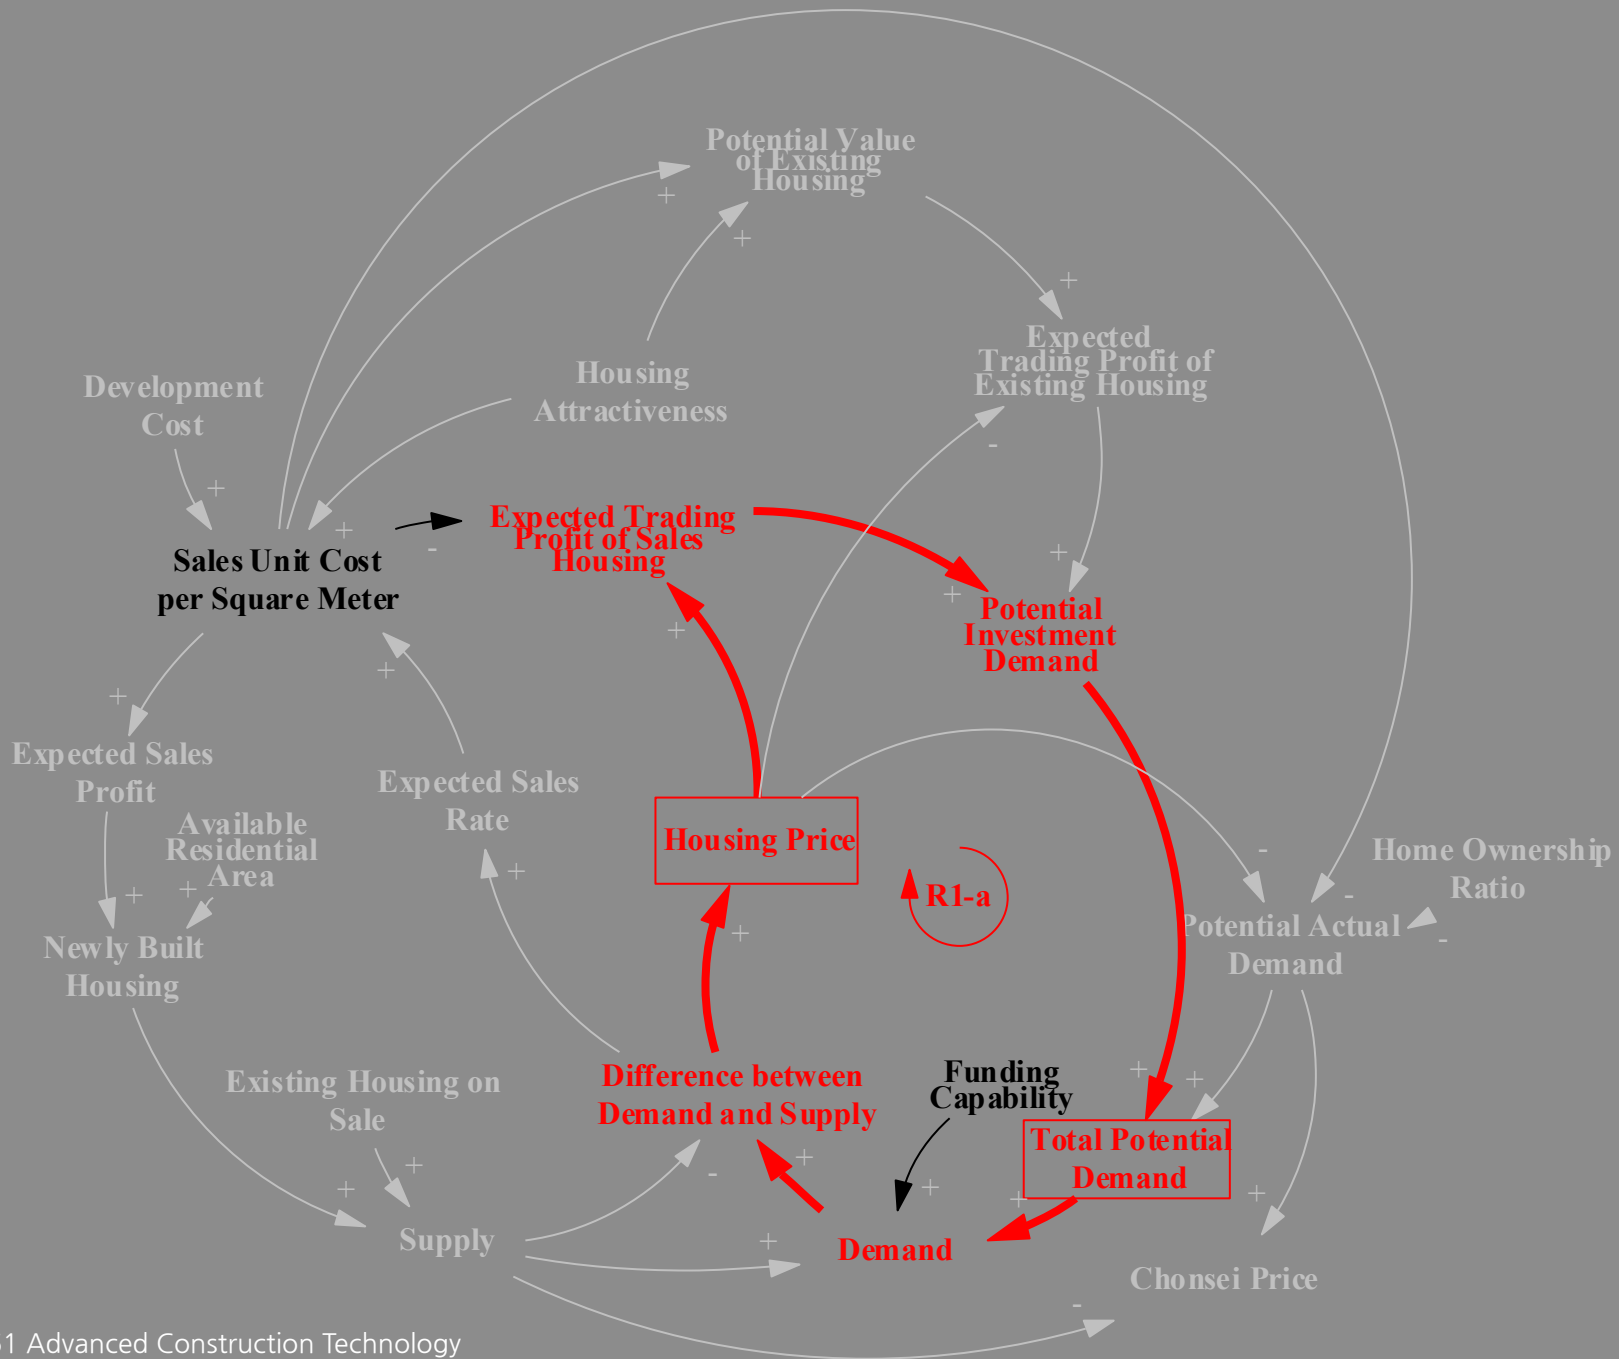 Potential Value
of Existing
Housing
+
+
+
Expected
Trading Profit of
Existing Housing
Development
Cost
Housing
Attractiveness
-
+
+
-
Expected Trading
Profit of Sales
Housing
+
Sales Unit Cost
per Square Meter
+
Potential
Investment
Demand
+
+
+
Expected Sales
Profit
Expected Sales
Rate
Available
Residential
Area
Housing Price
-
Home Ownership
Ratio
+
+
+
-
R1-a
Potential Actual
Demand
-
Newly Built
Housing
+
Existing Housing on
Sale
Difference between
Demand and Supply
Funding
Capability
+
+
Total Potential
Demand
+
+
-
+
+
+
+
Supply
+
Demand
Chonsei Price
-
51 Advanced Construction Technology